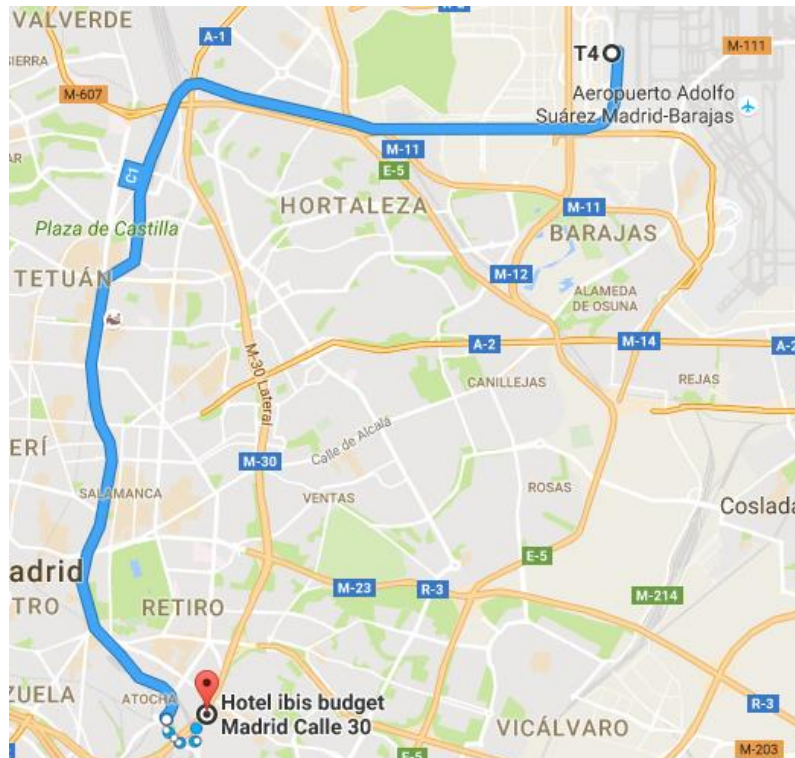 VALVERDE
A-1
T4
M-111
M-607
Aeropuerto Adolfo
Suárez Madrid-Barajas
M-11
E-5
C1
HORTALEZA
M-11
Plaza de Castilla
BARAJAS
TETUÁN
M-12
ALAMEDA
DE OSUNA
A-2
M-14
A-2
M-30 Lateral
CANILLEJAS
REJAS
Calle de Alcalá
ERÍ
M-30
SALAMANCA
VENTAS
ROSAS
Coslada
adrid
E-5
TRO
RETIRO
M-23
R-3
M-214
ZUELA
ATOCHA
Hotel ibis budget
Madrid Calle 30
R-3
VICÁLVARO
E-5
M-203